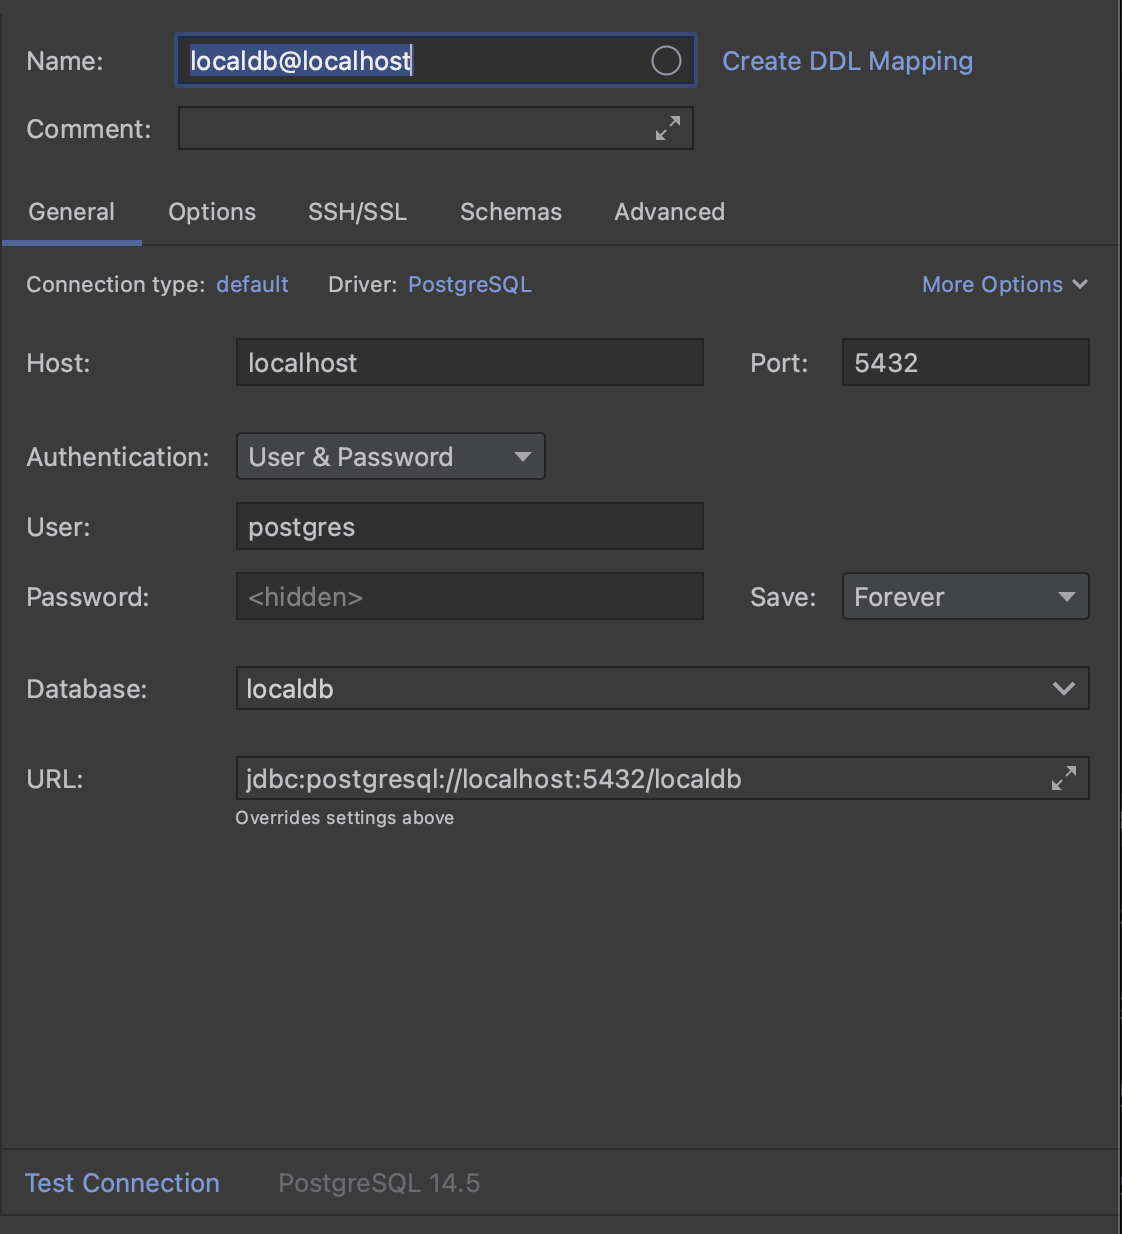 Name: localdb@localhost Create DDL Mapping
Comment:
General Options SSH/SSL Schemas Advanced
Connection type: default Driver: PostgreSQL More Options
Host: localhost Port: 5432
Authentication: User & Password
User: postgres
Password: <hidden> Save: Forever
Database: localdb
URL: jdbc:postgresql://localhost:5432/localdb
Overrides settings above
Test Connection PostgreSQL 14.5